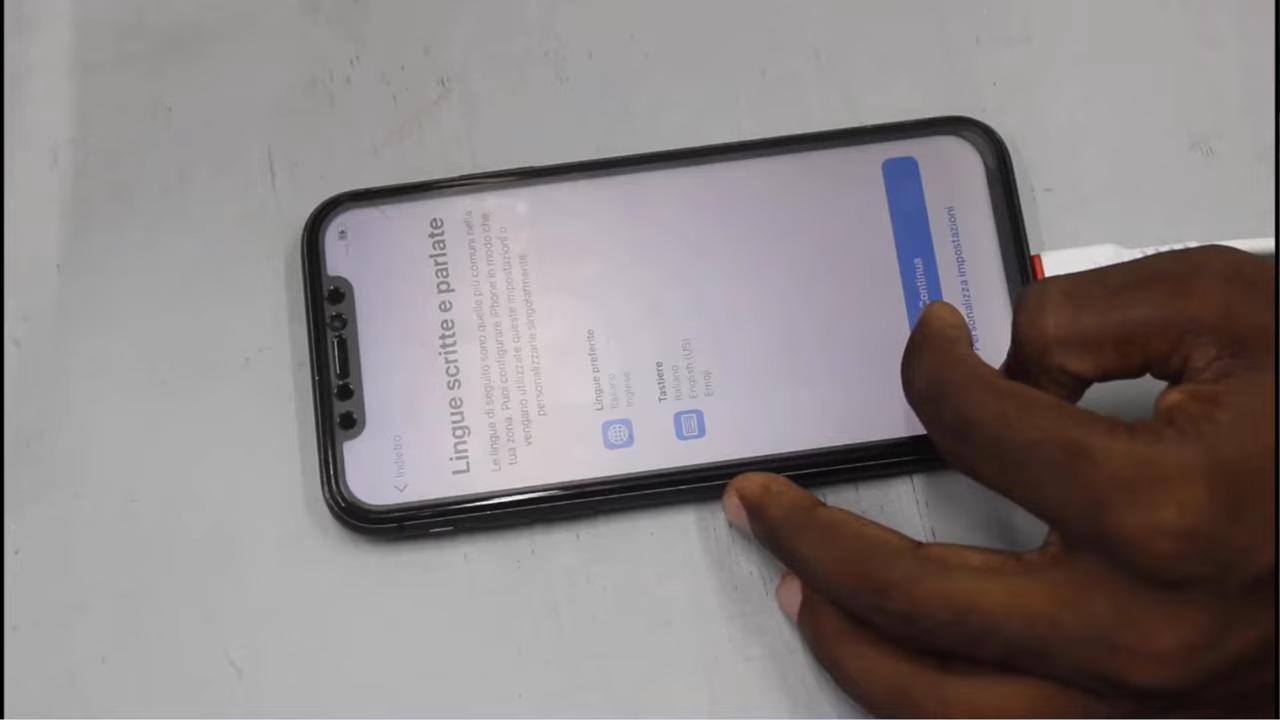 Indietro
Lingue scritte e parlate
Le lingue di seguito sono quelle più comuni nella
tua zona. Puoi configurare iPhone in modo che
vengano utilizzate queste impostazioni o
personalizzarle singolarmente.
Lingue preferite
Italiano
Inglese
Tastiere
Italiano
English (US)
Emoji
Continua
Personalizza impostazioni